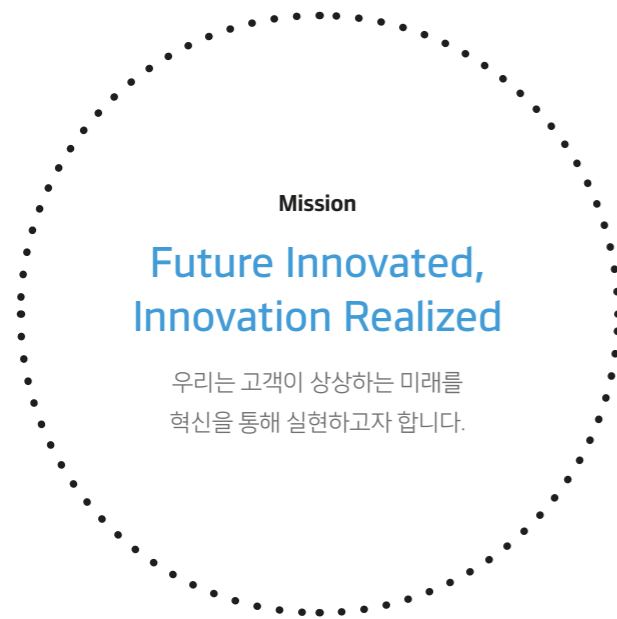 Mission
Future Innovated,
Innovation Realized
우리는 고객이 상상하는 미래를
혁신을 통해 실현하고자 합니다.